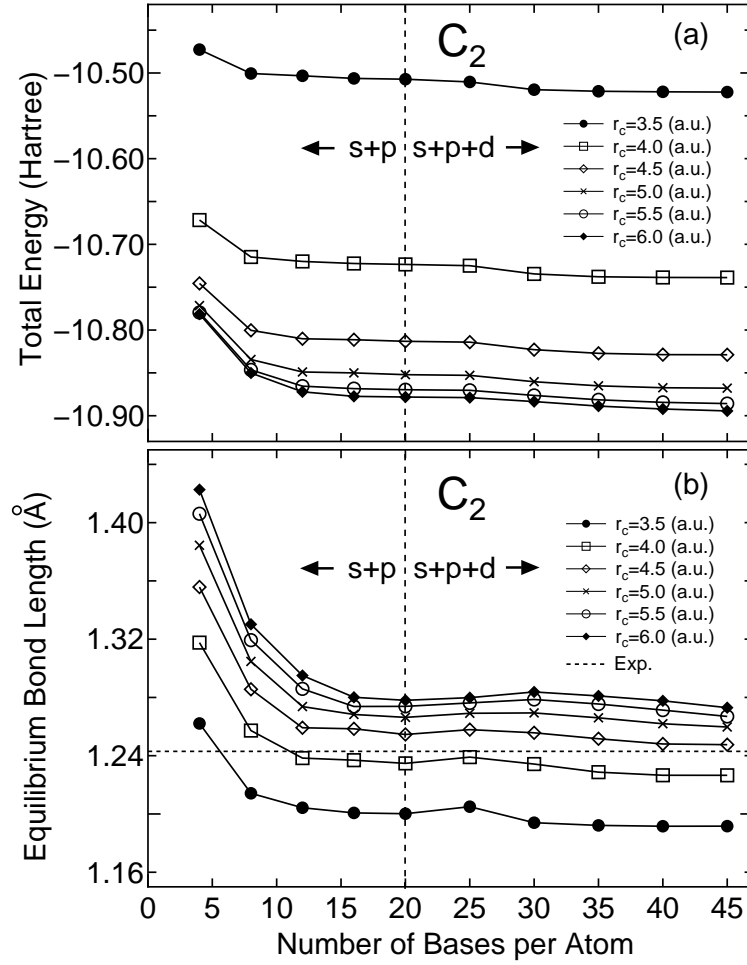 C2
(a)
−10.50
−10.60
−10.70
−10.80
−10.90
Total Energy (Hartree)
s+p
s+p+d
rc=3.5 (a.u.)
rc=4.0 (a.u.)
rc=4.5 (a.u.)
rc=5.0 (a.u.)
rc=5.5 (a.u.)
rc=6.0 (a.u.)
C2
(b)
1.40
1.32
1.24
1.16
Equilibrium Bond Length (Å)
s+p
s+p+d
rc=3.5 (a.u.)
rc=4.0 (a.u.)
rc=4.5 (a.u.)
rc=5.0 (a.u.)
rc=5.5 (a.u.)
rc=6.0 (a.u.)
Exp.
0 5 10 15 20 25 30 35 40 45
Number of Bases per Atom